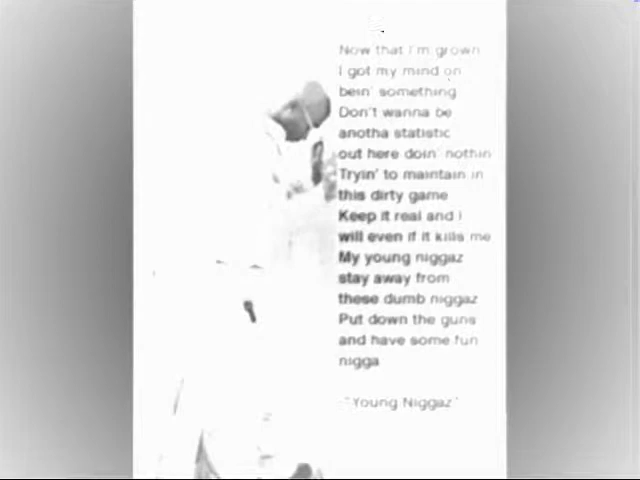 Now that I'm grown
I got my mind on
bein' something
Don't wanna be
anotha statistic
out here doin' nothin
Tryin' to maintain in
this dirty game
Keep it real and I
will even if it kills me
My young niggaz
stay away from
these dumb niggaz
Put down the guns
and have some fun
nigga
"Young Niggaz"